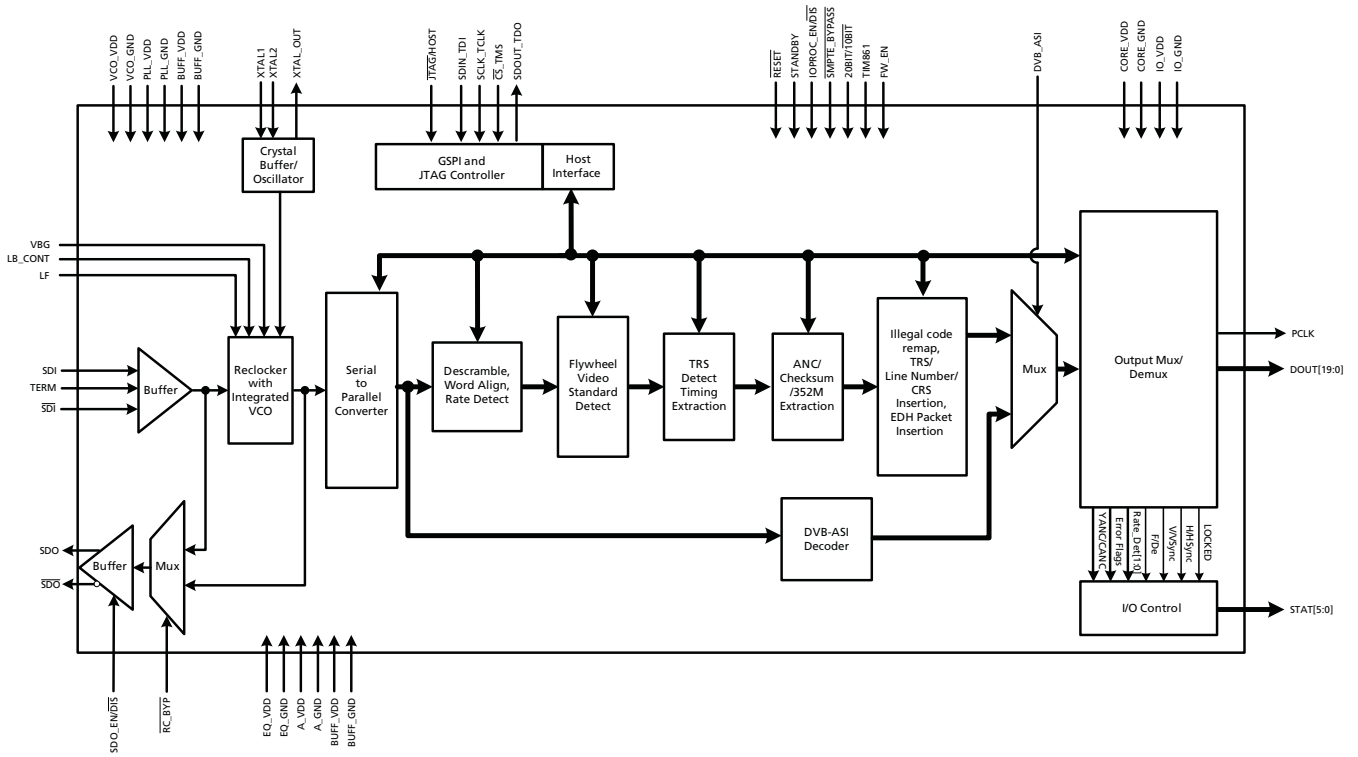 VCO_VDD
VCO_GND
PLL_VDD
PLL_GND
BUFF_VDD
BUFF_GND
XTAL1
XTAL2
XTAL_OUT
JTAG/HOST
SDIN_TDI
SCLK_TCLK
CS_TMS
SDOUT_TDO
RESET
STANDBY
IOPROC_EN/DIS
SMPTE_BYPASS
20BIT/10BIT
TIM861
FW_EN
DVB_ASI
CORE_VDD
CORE_GND
IO_VDD
IO_GND
Crystal
Buffer/
Oscillator
GSPI and
JTAG Controller
Host
Interface
VBG
LB_CONT
LF
SDI
TERM
SDI
Buffer
Reclocker
with
Integrated
VCO
Serial
to
Parallel
Converter
Descramble,
Word Align,
Rate Detect
Flywheel
Video
Standard
Detect
TRS
Detect
Timing
Extraction
ANC/
Checksum
/352M
Extraction
Illegal code
remap,
TRS/
Line Number/
CRS
Insertion,
EDH Packet
Insertion
Mux
Output Mux/
Demux
PCLK
DOUT[19:0]
DVB-ASI
Decoder
YANC/CANC
Error Flags
Rate_Det[1:0]
F/De
V/VSync
H/HSync
LOCKED
I/O Control
STAT[5:0]
SDO
SDO
Buffer
Mux
SDO_EN/DIS
RC_BYP
EQ_VDD
EQ_GND
A_VDD
A_GND
BUFF_VDD
BUFF_GND